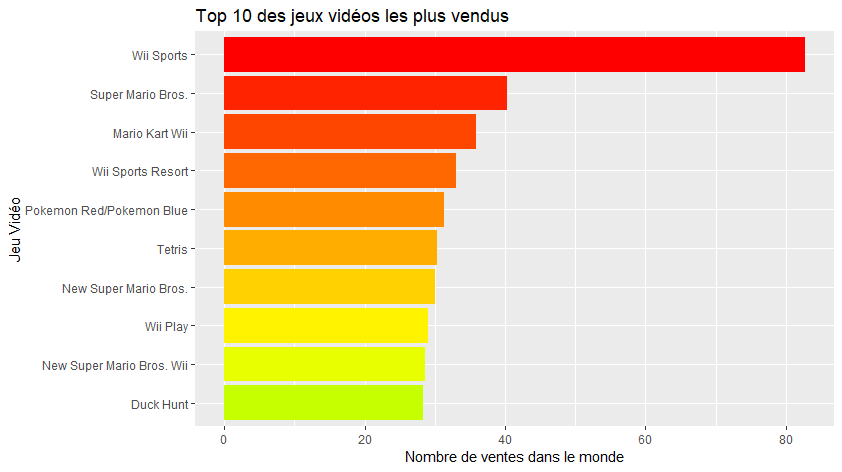 Top 10 des jeux vidéos les plus vendus
Jeu Vidéo
Wii Sports
Super Mario Bros.
Mario Kart Wii
Wii Sports Resort
Pokemon Red/Pokemon Blue
Tetris
New Super Mario Bros.
Wii Play
New Super Mario Bros. Wii
Duck Hunt
0 20 40 60 80
Nombre de ventes dans le monde